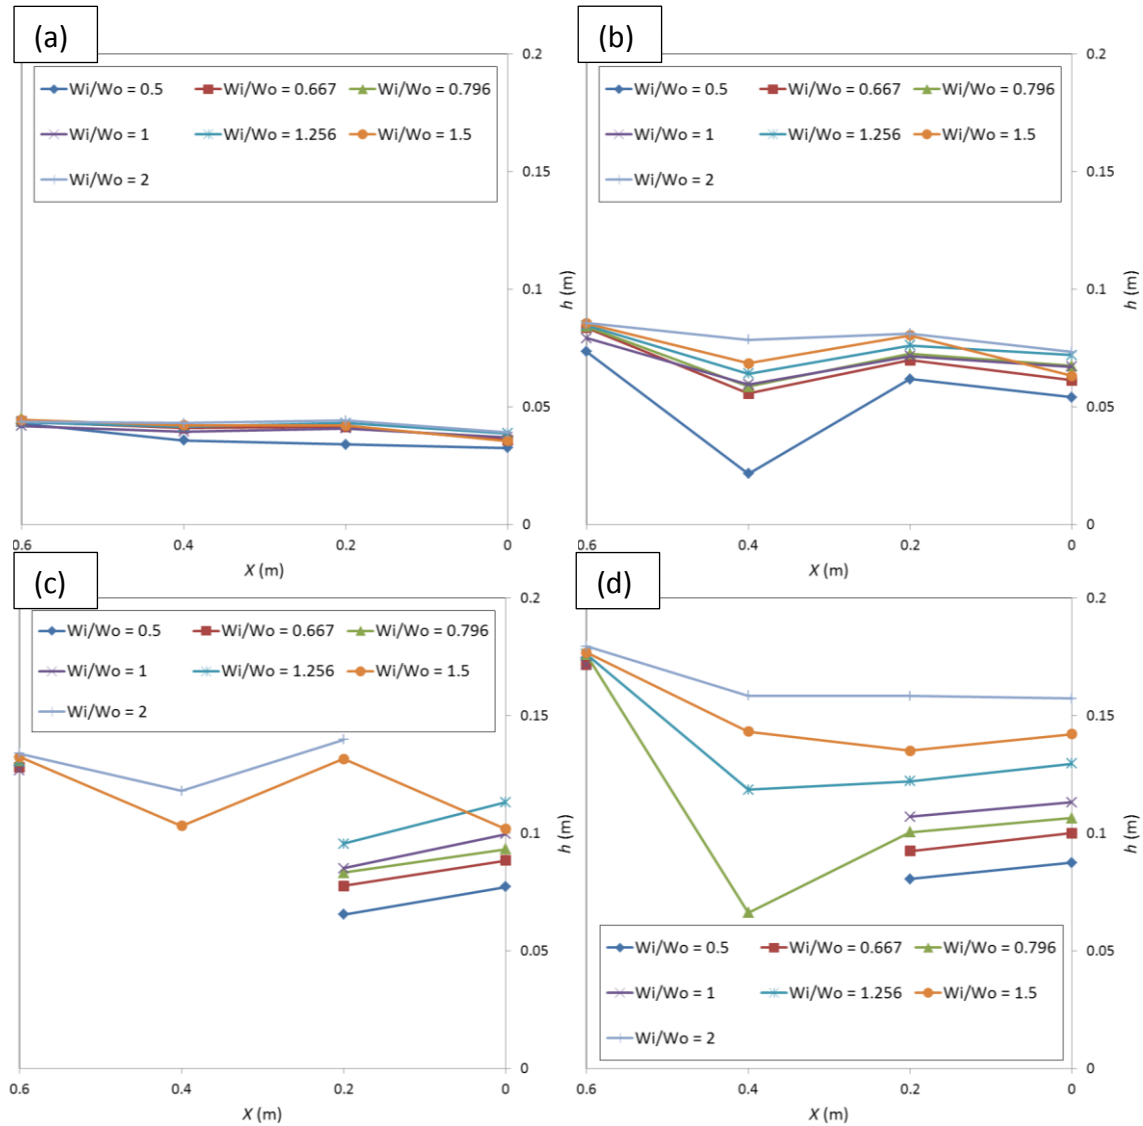 (a)
Wi/Wo = 0.5 Wi/Wo = 0.667 Wi/Wo = 0.796
Wi/Wo = 1 Wi/Wo = 1.256 Wi/Wo = 1.5
Wi/Wo = 2
0.2
0.15
0.1
0.05
0
h (m)
0.6 0.4 0.2 0
X (m)
(b)
Wi/Wo = 0.5 Wi/Wo = 0.667 Wi/Wo = 0.796
Wi/Wo = 1 Wi/Wo = 1.256 Wi/Wo = 1.5
Wi/Wo = 2
0.2
0.15
0.1
0.05
0
h (m)
0.6 0.4 0.2 0
X (m)
(c)
Wi/Wo = 0.5 Wi/Wo = 0.667 Wi/Wo = 0.796
Wi/Wo = 1 Wi/Wo = 1.256 Wi/Wo = 1.5
Wi/Wo = 2
0.2
0.15
0.1
0.05
0
h (m)
0.6 0.4 0.2 0
X (m)
(d)
0.2
0.15
0.1
0.05
0
h (m)
Wi/Wo = 0.5 Wi/Wo = 0.667 Wi/Wo = 0.796
Wi/Wo = 1 Wi/Wo = 1.256 Wi/Wo = 1.5
Wi/Wo = 2
0.6 0.4 0.2 0
X (m)